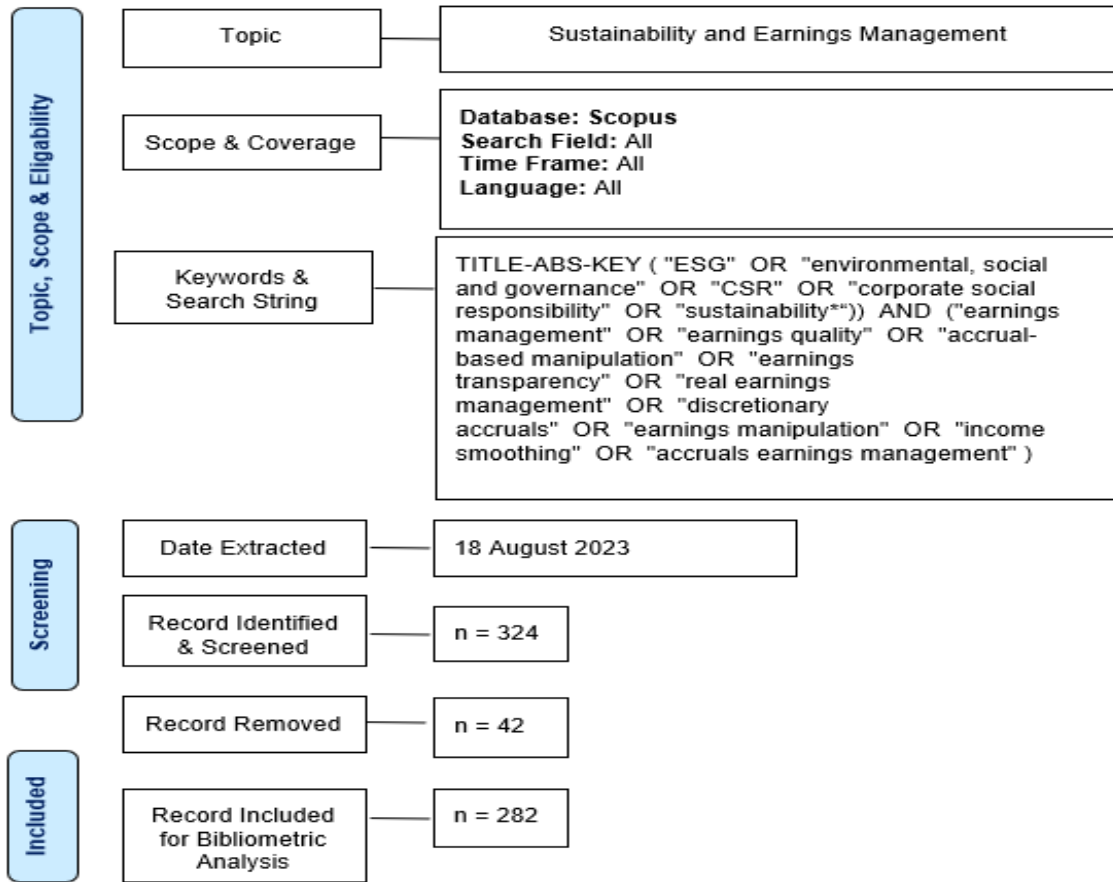 Topic, Scope & Eligability
Topic
Sustainability and Earnings Management
Scope & Coverage
Database: Scopus
Search Field: All
Time Frame: All
Language: All
Keywords &
Search String
TITLE-ABS-KEY ( "ESG" OR "environmental, social
and governance" OR "CSR" OR "corporate social
responsibility" OR "sustainability*“)) AND ("earnings
management" OR "earnings quality" OR "accrual-
based manipulation" OR "earnings
transparency" OR "real earnings
management" OR "discretionary
accruals" OR "earnings manipulation" OR "income
smoothing" OR "accruals earnings management" )
Screening
Date Extracted
18 August 2023
Record Identified
& Screened
n = 324
Record Removed
n = 42
Included
Record Included
for Bibliometric
Analysis
n = 282